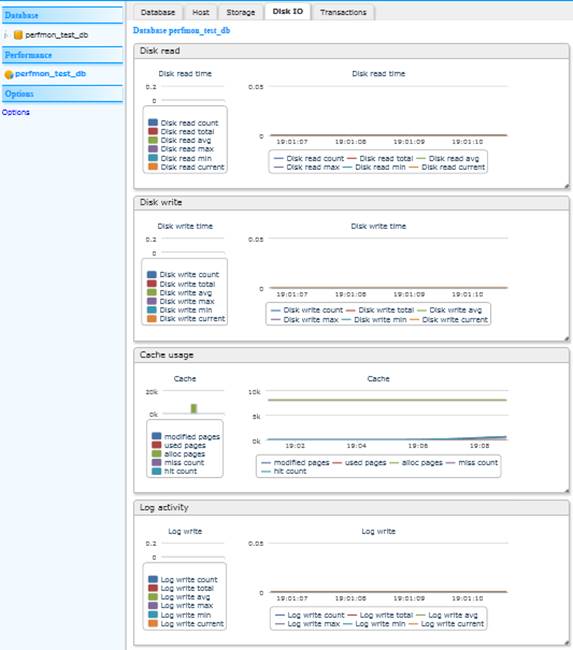 Database
perfmon_test_db
Performance
perfmon_test_db
Options
Options
Database Host Storage Disk IO Transactions
Database perfmon_test_db
Disk read
Disk read time Disk read time
0.2 0.05
0
Disk read count
Disk read total
Disk read avg
Disk read max
Disk read min
Disk read current
0
19:01:07 19:01:08 19:01:09 19:01:10
Disk read count Disk read total Disk read avg
Disk read max Disk read min Disk read current
Disk write
Disk write time Disk write time
0.2 0.05
0
Disk write count
Disk write total
Disk write avg
Disk write max
Disk write min
Disk write current
0
19:01:07 19:01:08 19:01:09 19:01:10
Disk write count Disk write total Disk write avg
Disk write max Disk write min Disk write current
Cache usage
Cache Cache
20k 10k
0k 5k
modified pages
used pages
alloc pages
miss count
hit count
0k
19:02 19:04 19:06 19:08
modified pages used pages alloc pages miss count
hit count
Log activity
Log write Log write
0.2 0.05
0
Log write count
Log write total
Log write avg
Log write max
Log write min
Log write current
0
19:01:07 19:01:08 19:01:09 19:01:10
Log write count Log write total Log write avg
Log write max Log write min Log write current